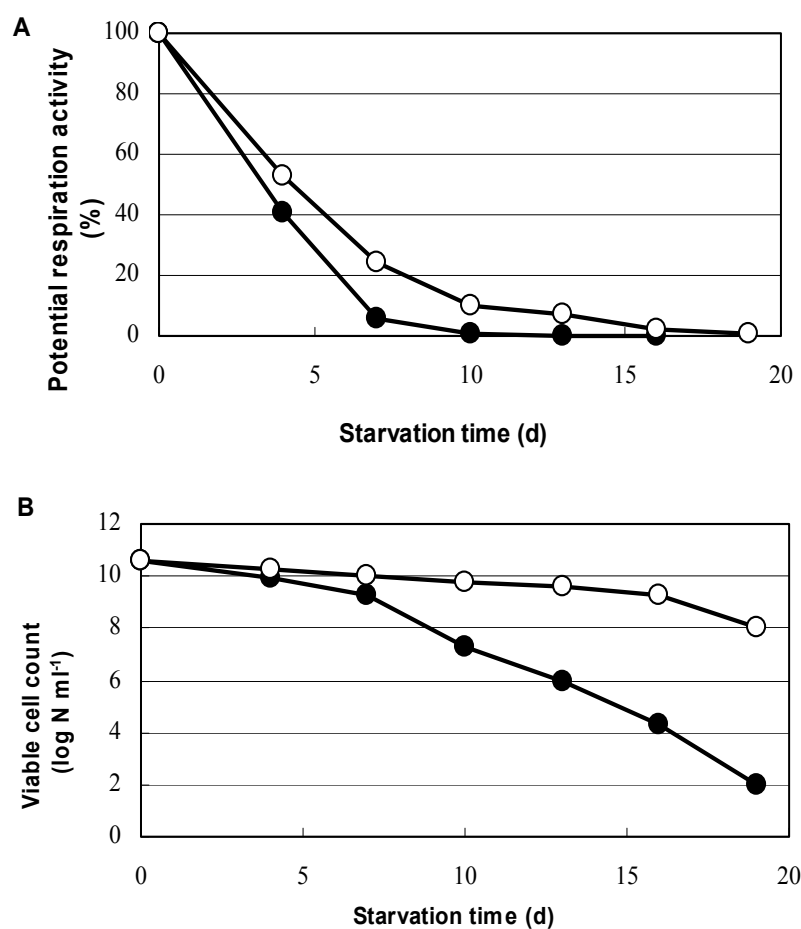 A
Potential respiration activity
(%)
100
80
60
40
20
0
0 5 10 15 20
Starvation time (d)
B
Viable cell count
(log N ml-1)
12
10
8
6
4
2
0
0 5 10 15 20
Starvation time (d)